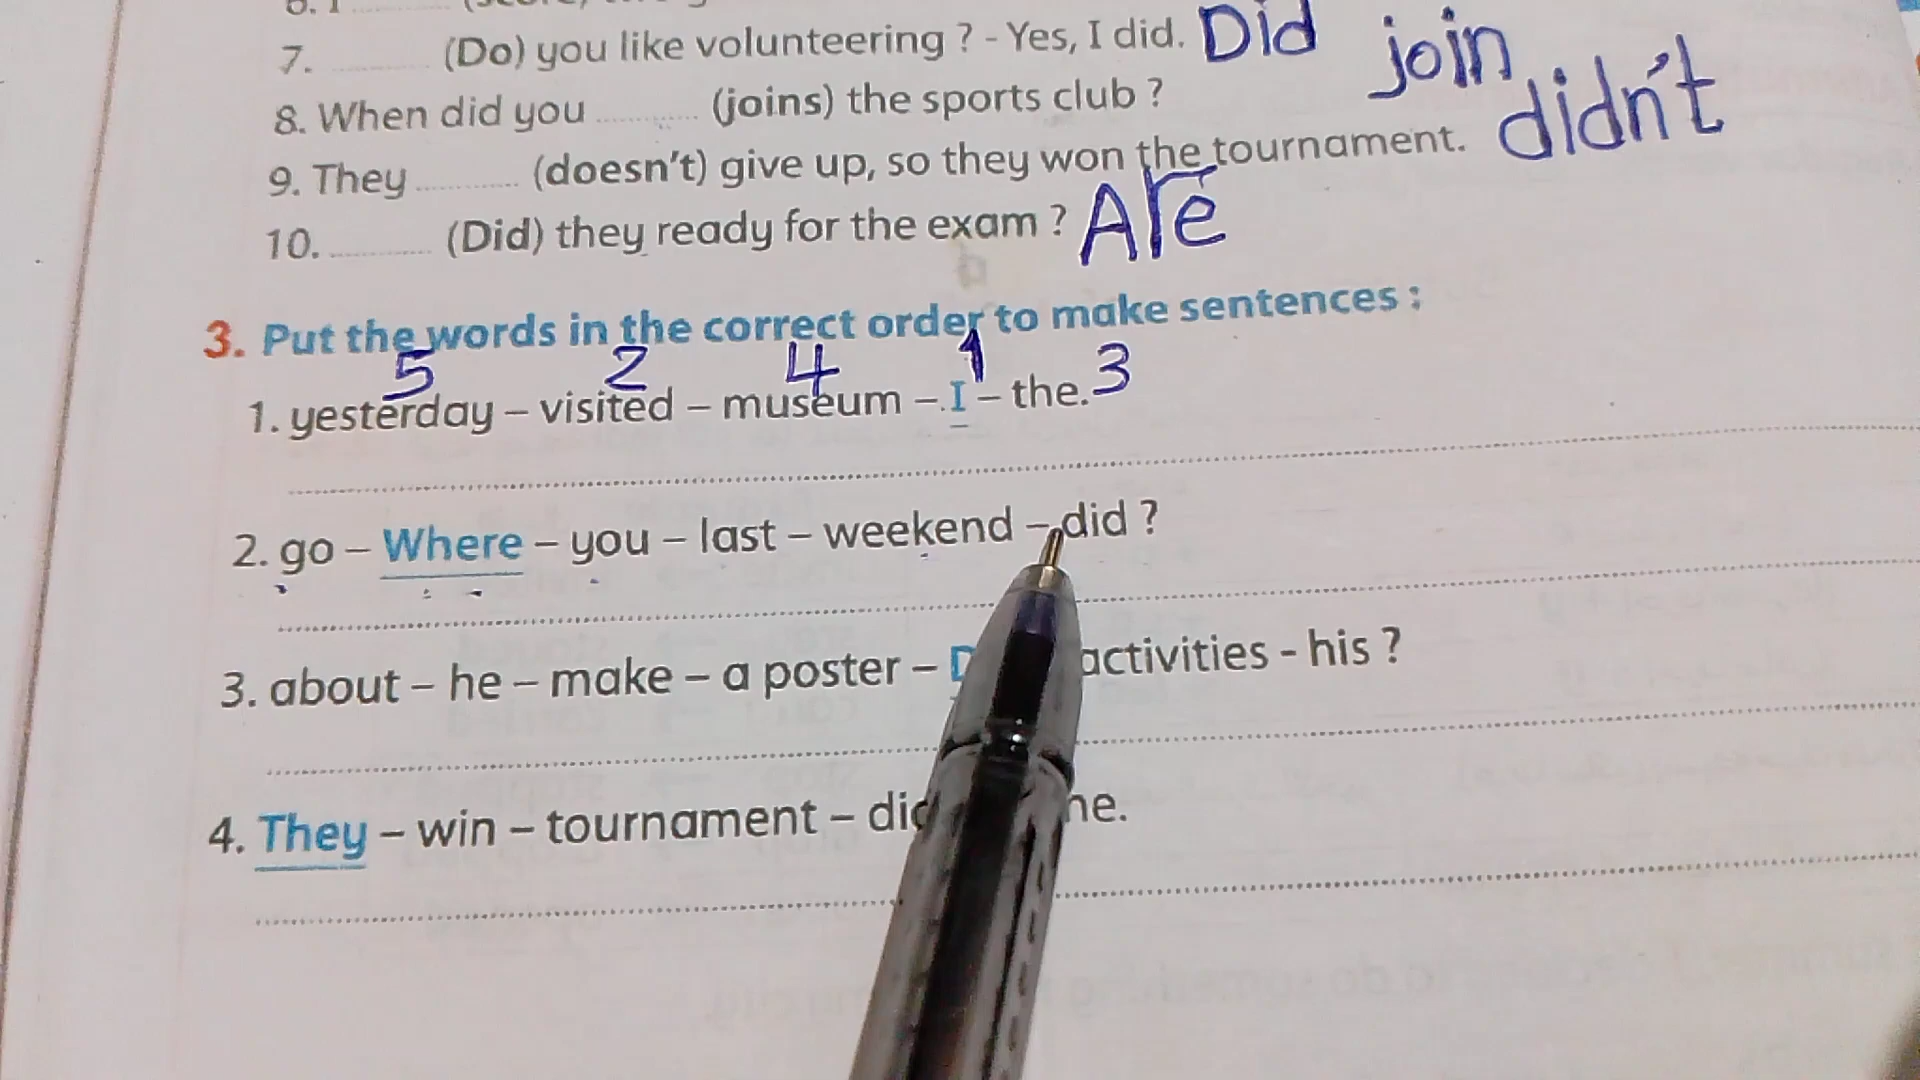 7. ........ (Do) you like volunteering ? - Yes, I did. Did
8. When did you ........ (joins) the sports club ? join
9. They ........ (doesn't) give up, so they won the tournament. didn't
10. ........ (Did) they ready for the exam ? Are
3. Put the words in the correct order to make sentences :
5 2 4 1 3
1. yesterday – visited – museum – I – the.
2. go – Where – you – last – weekend – did ?
3. about – he – make – a poster – activities - his ?
4. They – win – tournament –